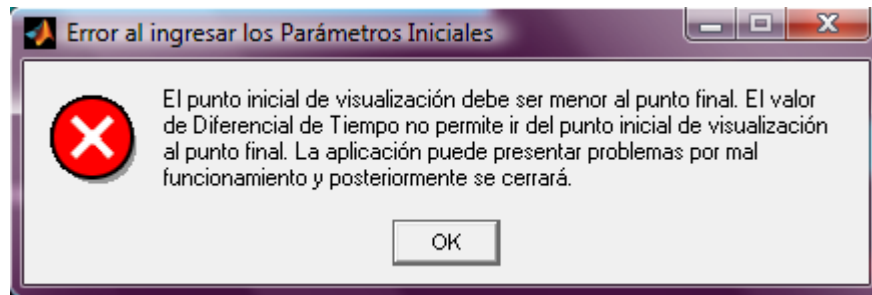 Error al ingresar los Parámetros Iniciales
El punto inicial de visualización debe ser menor al punto final. El valor
de Diferencial de Tiempo no permite ir del punto inicial de visualización
al punto final. La aplicación puede presentar problemas por mal
funcionamiento y posteriormente se cerrará.
OK